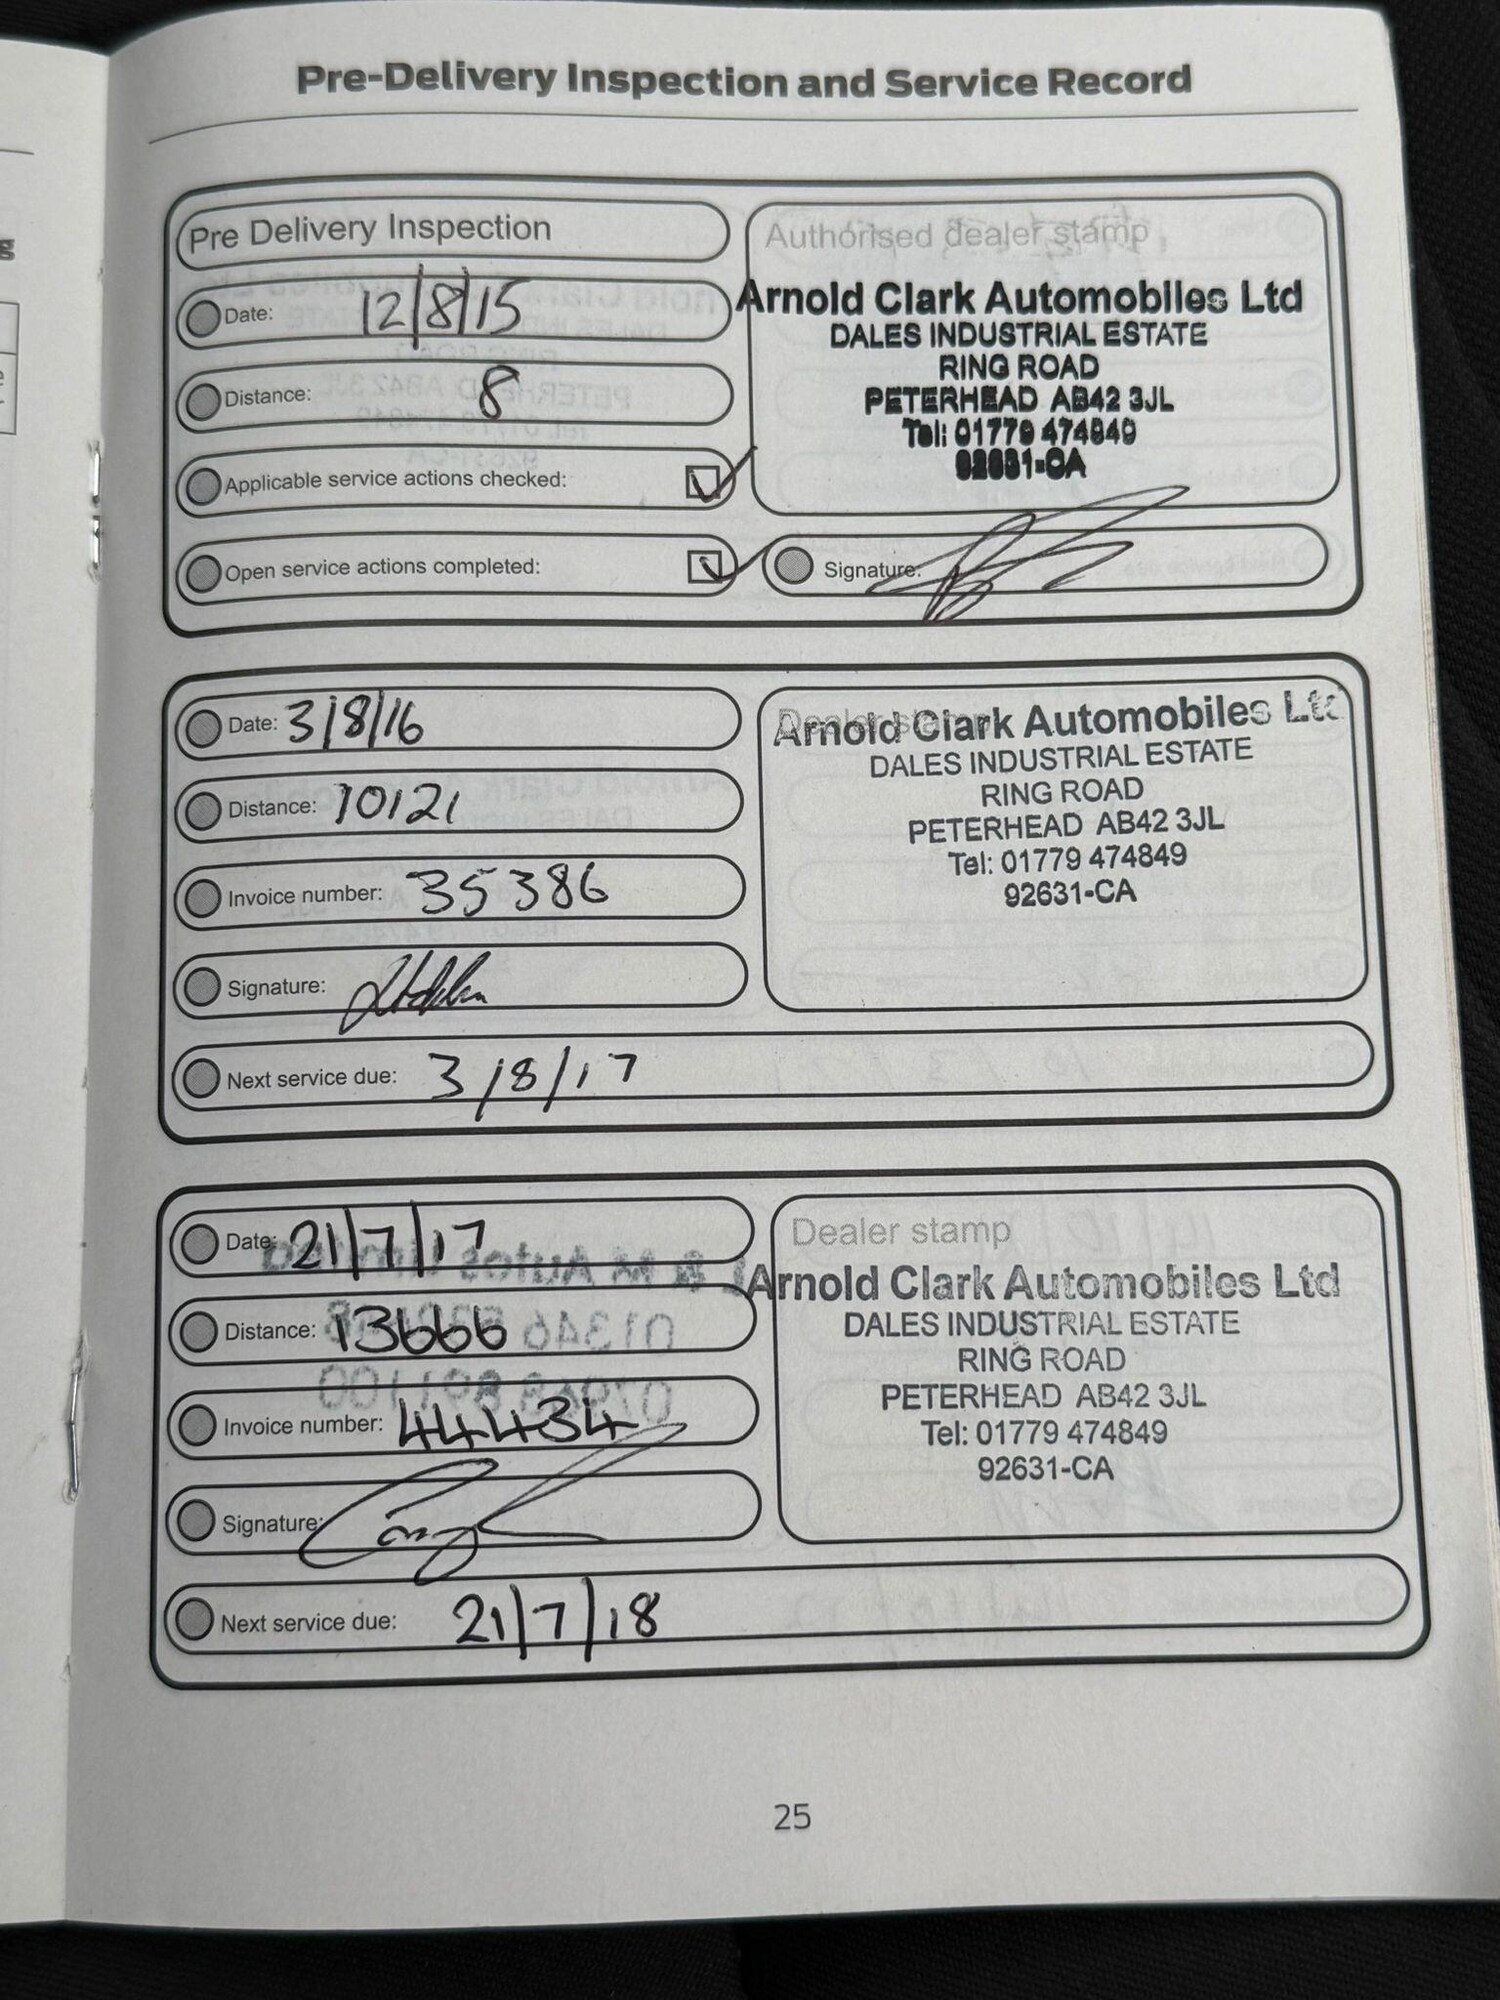 Pre-Delivery Inspection and Service Record
Pre Delivery Inspection
Date: 12/8/15
Distance: 8
Applicable service actions checked:
Open service actions completed:
Authorised dealer stamp
Arnold Clark Automobiles Ltd
DALES INDUSTRIAL ESTATE
RING ROAD
PETERHEAD AB42 3JL
Tel: 01779 474849
92631-CA
Signature:
Date: 3/8/16
Distance: 10121
Invoice number: 35386
Signature:
Dealer stamp
Arnold Clark Automobiles Ltd
DALES INDUSTRIAL ESTATE
RING ROAD
PETERHEAD AB42 3JL
Tel: 01779 474849
92631-CA
Next service due: 3/8/17
Date: 21/7/17
Distance: 13666
Invoice number: 44434
Signature:
Dealer stamp
Arnold Clark Automobiles Ltd
DALES INDUSTRIAL ESTATE
RING ROAD
PETERHEAD AB42 3JL
Tel: 01779 474849
92631-CA
Next service due: 21/7/18
25